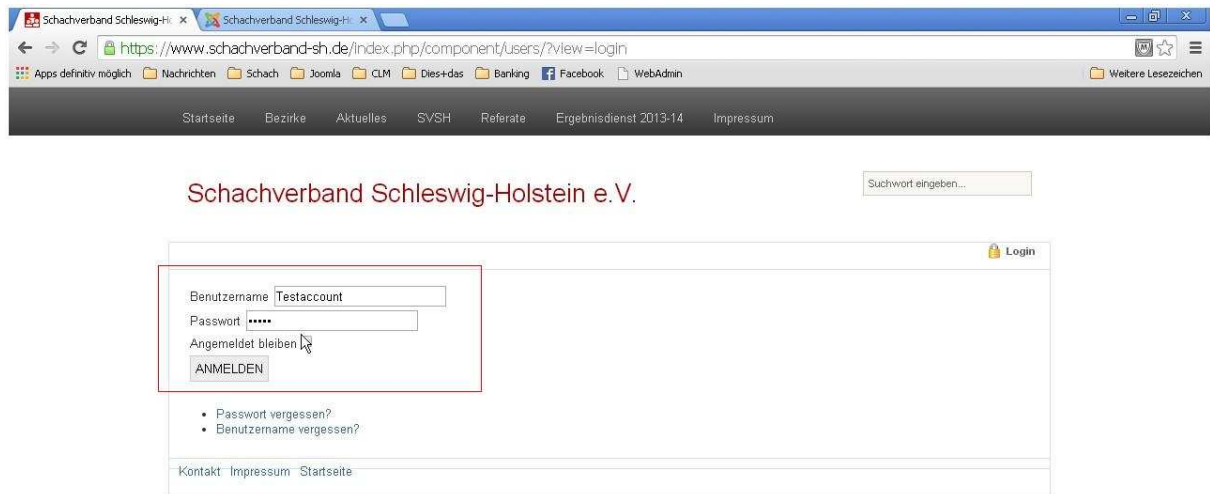 Schachverband Schleswig-Ho × Schachverband Schleswig-Ho ×
https://www.schachverband-sh.de/index.php/component/users/?view=login
Apps definitiv möglich Nachrichten Schach Joomla CLM Dies+das Banking Facebook WebAdmin Weitere Lesezeichen
Startseite Bezirke Aktuelles SVSH Referate Ergebnisdienst 2013-14 Impressum
Schachverband Schleswig-Holstein e.V.
Suchwort eingeben...
Login
Benutzername Testaccount
Passwort •••••
Angemeldet bleiben
ANMELDEN
• Passwort vergessen?
• Benutzername vergessen?
Kontakt Impressum Startseite